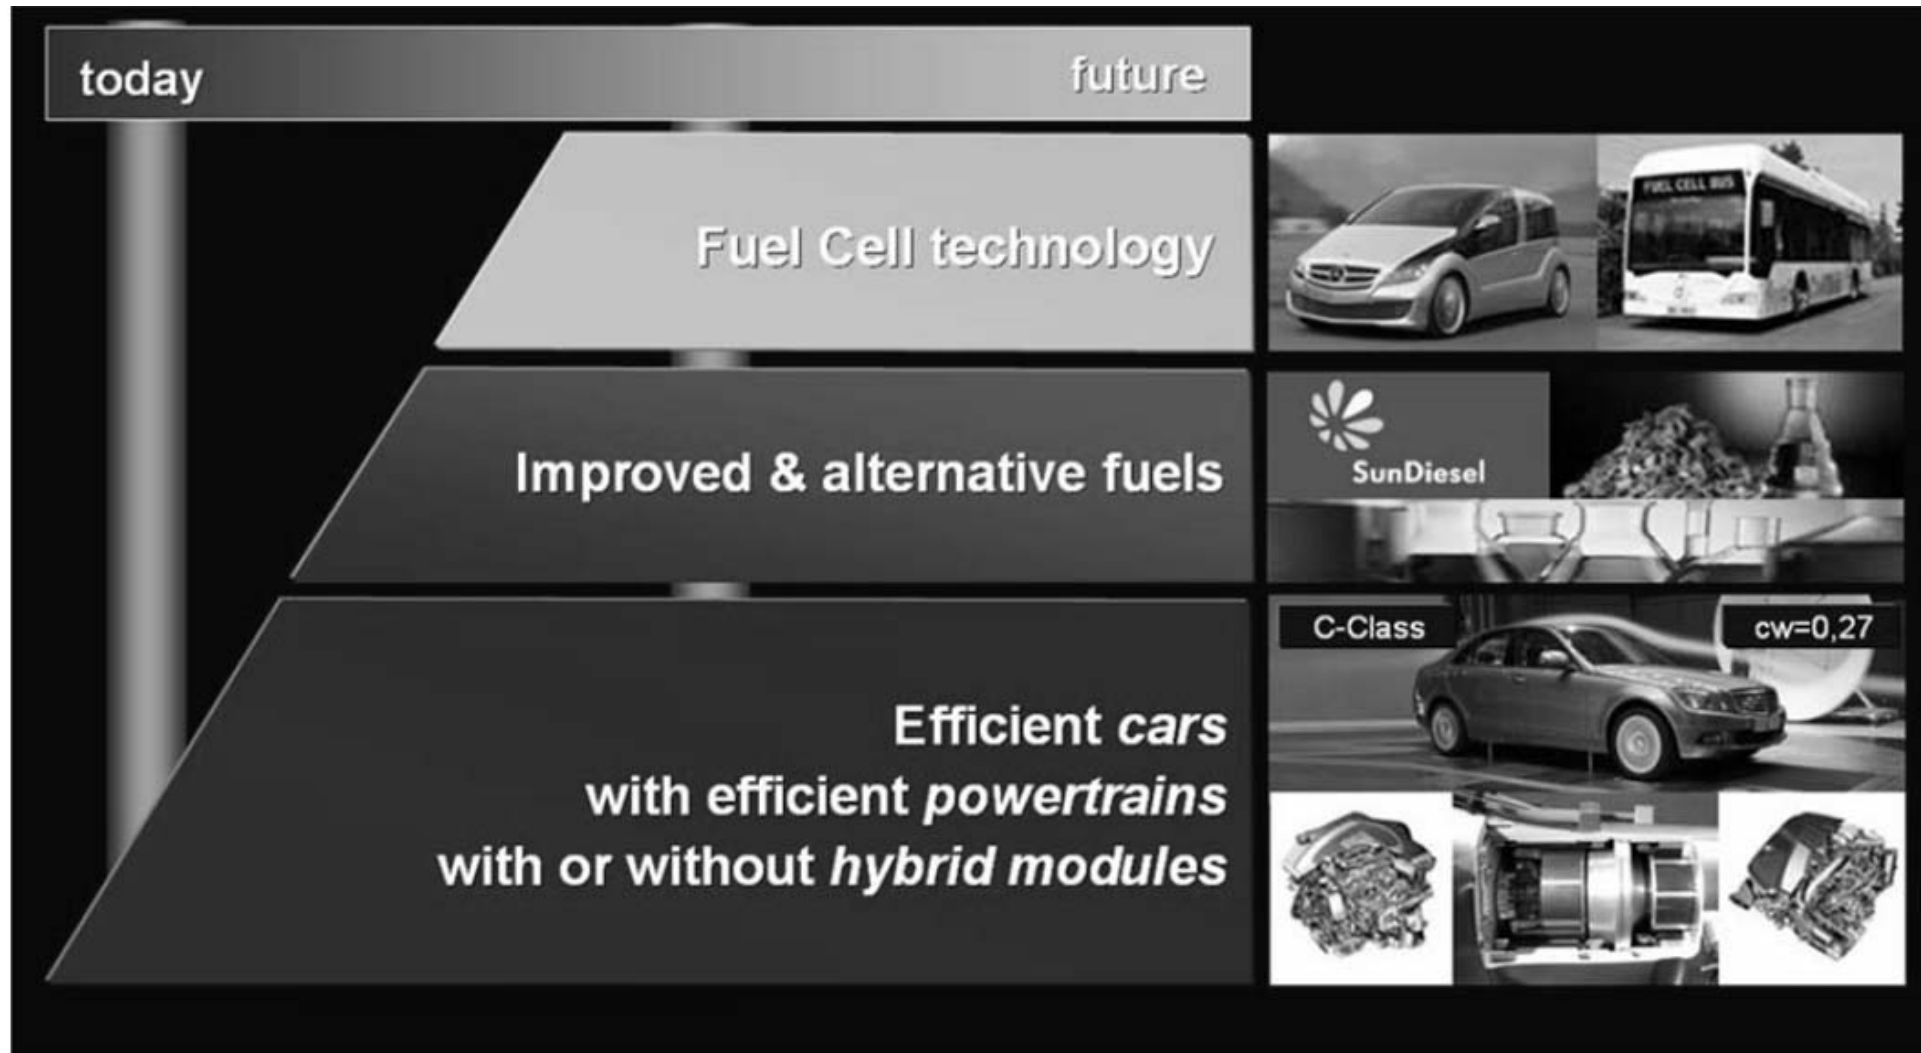 today
future
Fuel Cell technology
FUEL CELL BUS
Improved & alternative fuels
SunDiesel
C-Class
cw=0,27
Efficient cars
with efficient powertrains
with or without hybrid modules